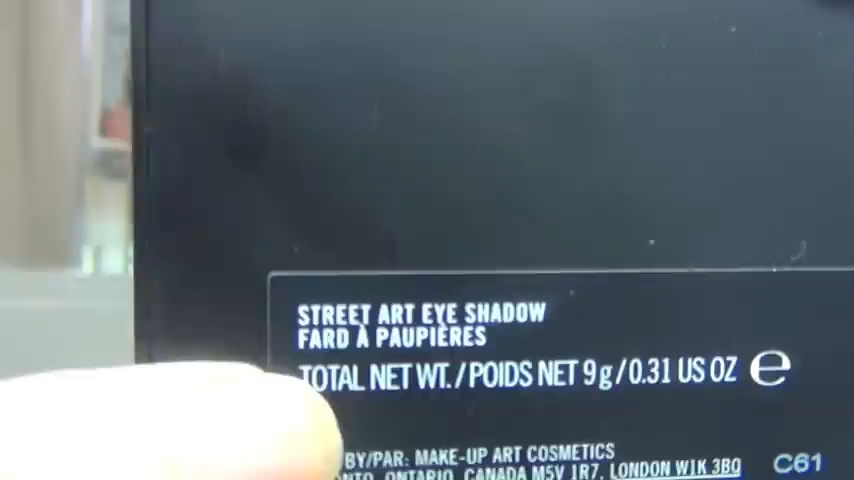 STREET ART EYE SHADOW
FARD À PAUPIÈRES
TOTAL NET WT./POIDS NET 9g/0.31 US OZ e
BY/PAR: MAKE-UP ART COSMETICS
ONTARIO, CANADA M5V 1R7, LONDON W1K 3BQ
C61